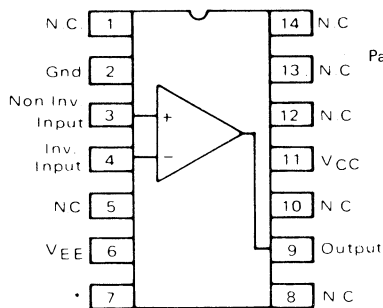 N.C. 1
Gnd 2
Non Inv.
Input 3 +
Inv.
Input 4 −
NC 5
VEE 6
* 7
14 N.C
Pa
13 N.C
12 N.C
11 VCC
10 N C
9 Output
8 N.C